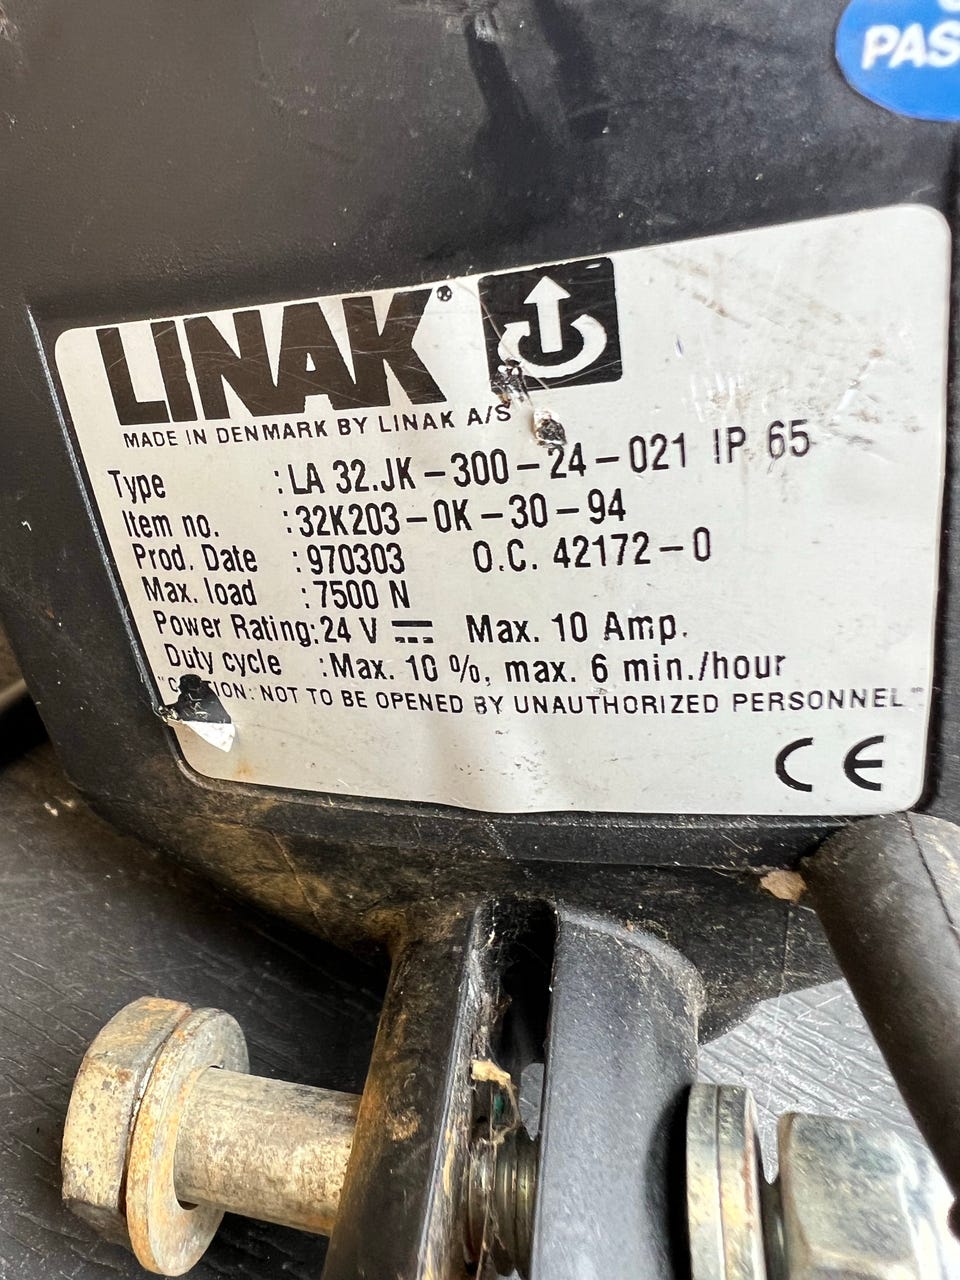 PAS
LINAK®
MADE IN DENMARK BY LINAK A/S
Type :LA 32.JK-300-24-021 IP 65
Item no. :32K203-0K-30-94
Prod. Date :970303 O.C. 42172-0
Max. load :7500 N
Power Rating:24 V ⎓ Max. 10 Amp.
Duty cycle :Max. 10 %, max. 6 min./hour
NOT TO BE OPENED BY UNAUTHORIZED PERSONNEL"
CE